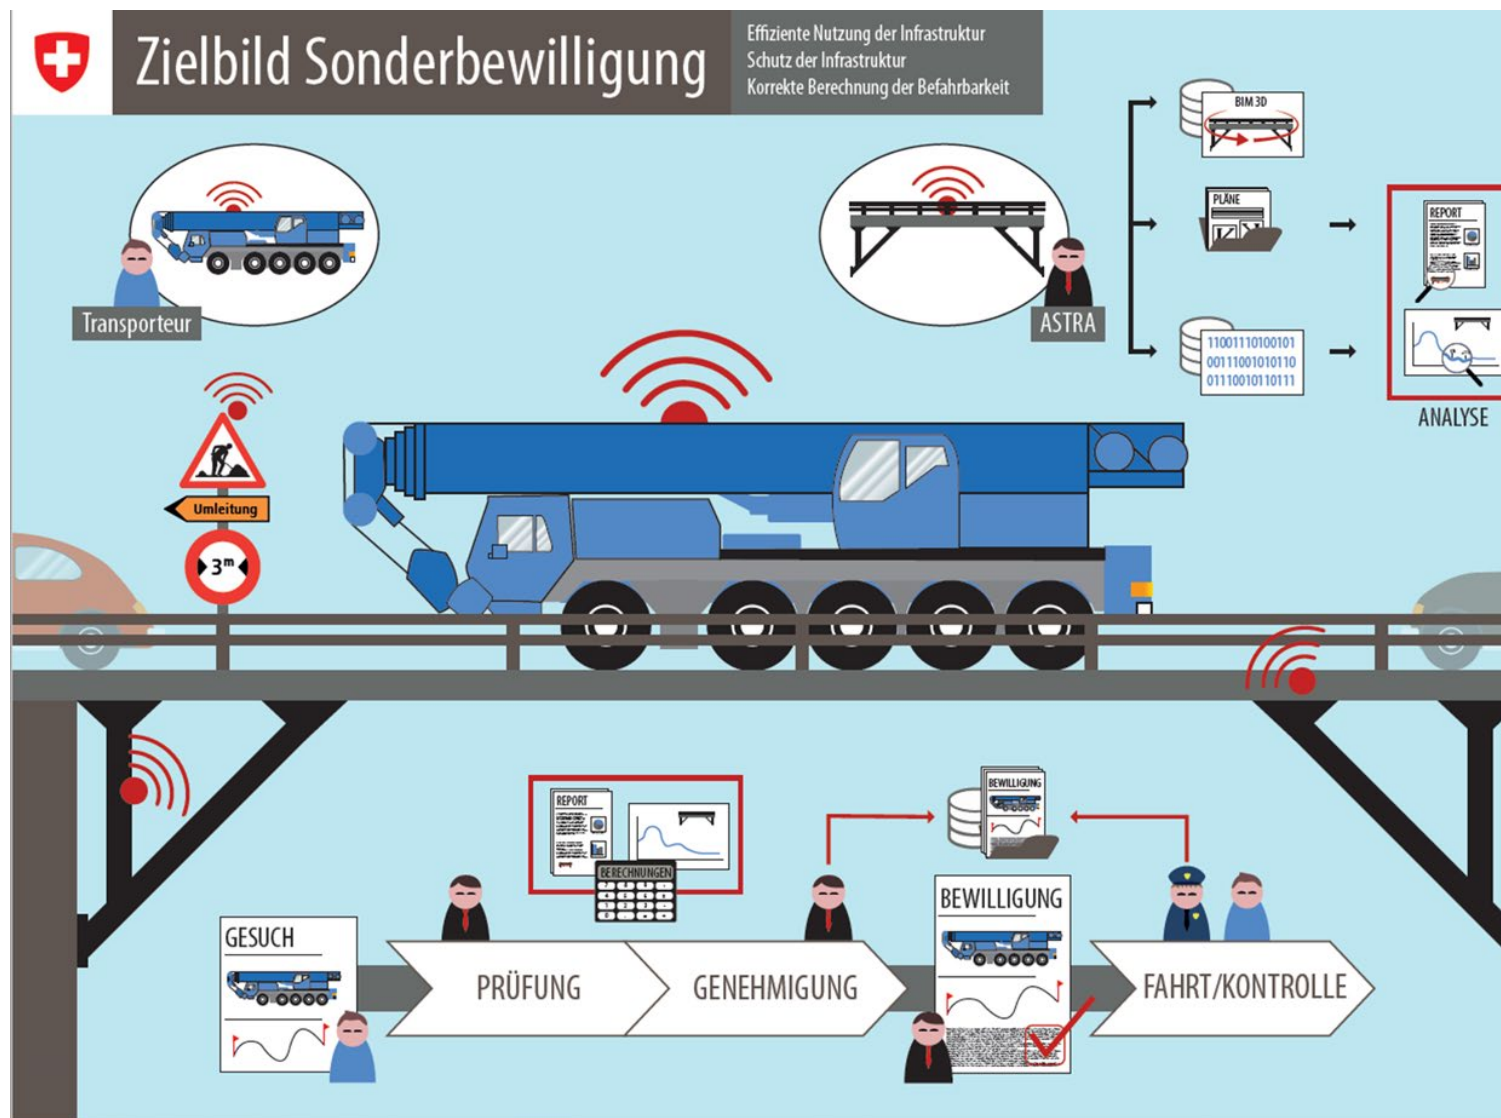 Zielbild Sonderbewilligung
Effiziente Nutzung der Infrastruktur
Schutz der Infrastruktur
Korrekte Berechnung der Befahrbarkeit
BIM 3D
PLÄNE
REPORT
Transporteur
ASTRA
11001110100101
00111001010110
01110010110111
ANALYSE
Umleitung
3m
REPORT
BERECHNUNGEN
BEWILLIGUNG
GESUCH
BEWILLIGUNG
PRÜFUNG
GENEHMIGUNG
FAHRT/KONTROLLE